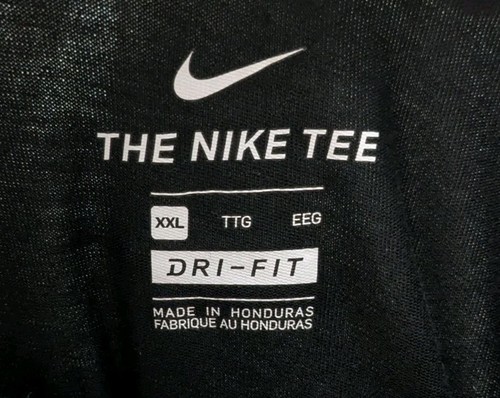 THE NIKE TEE
XXL TTG EEG
DRI-FIT
MADE IN HONDURAS
FABRIQUE AU HONDURAS